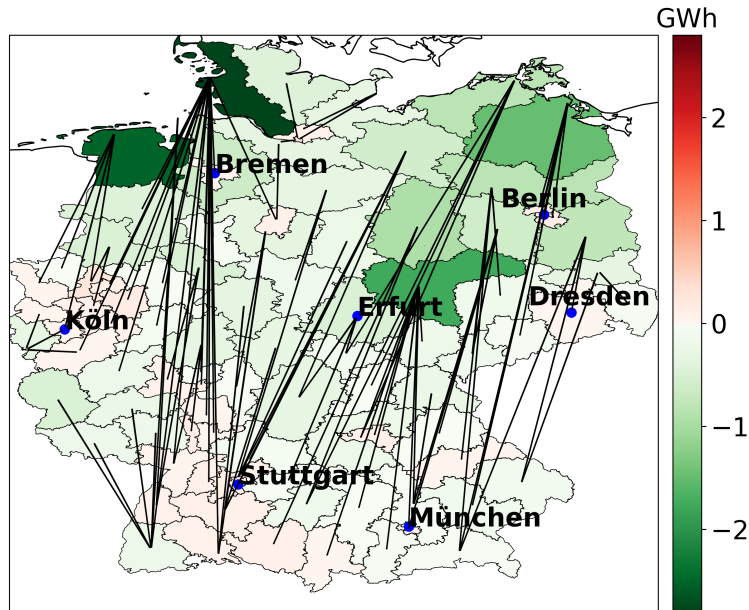 GWh
2
Bremen
Berlin
1
Dresden
Erfurt
Köln
0
−1
Stuttgart
München
−2